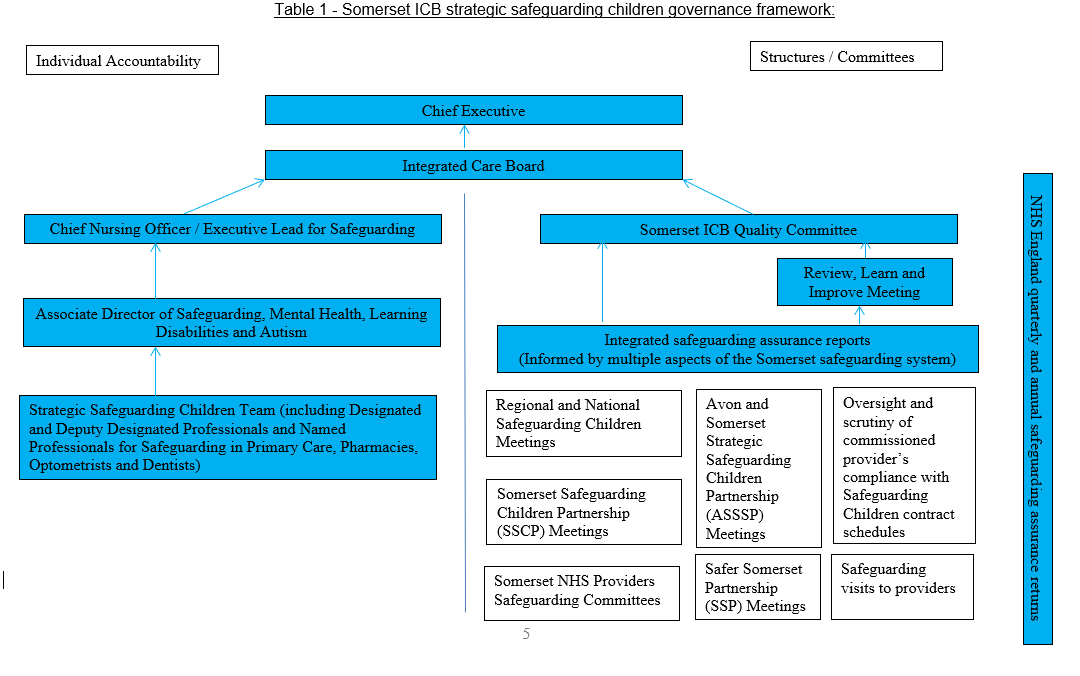 Table 1 - Somerset ICB strategic safeguarding children governance framework:
Individual Accountability
Structures / Committees
Chief Executive
Integrated Care Board
Chief Nursing Officer / Executive Lead for Safeguarding
Somerset ICB Quality Committee
Review, Learn and
Improve Meeting
Associate Director of Safeguarding, Mental Health, Learning
Disabilities and Autism
Integrated safeguarding assurance reports
(Informed by multiple aspects of the Somerset safeguarding system)
Strategic Safeguarding Children Team (including Designated
and Deputy Designated Professionals and Named
Professionals for Safeguarding in Primary Care, Pharmacies,
Optometrists and Dentists)
Regional and National
Safeguarding Children
Meetings
Avon and
Somerset
Strategic
Safeguarding
Children
Partnership
(ASSSP)
Meetings
Oversight and
scrutiny of
commissioned
provider’s
compliance with
Safeguarding
Children contract
schedules
Somerset Safeguarding
Children Partnership
(SSCP) Meetings
Somerset NHS Providers
Safeguarding Committees
Safer Somerset
Partnership
(SSP) Meetings
Safeguarding
visits to providers
NHS England quarterly and annual safeguarding assurance returns
5